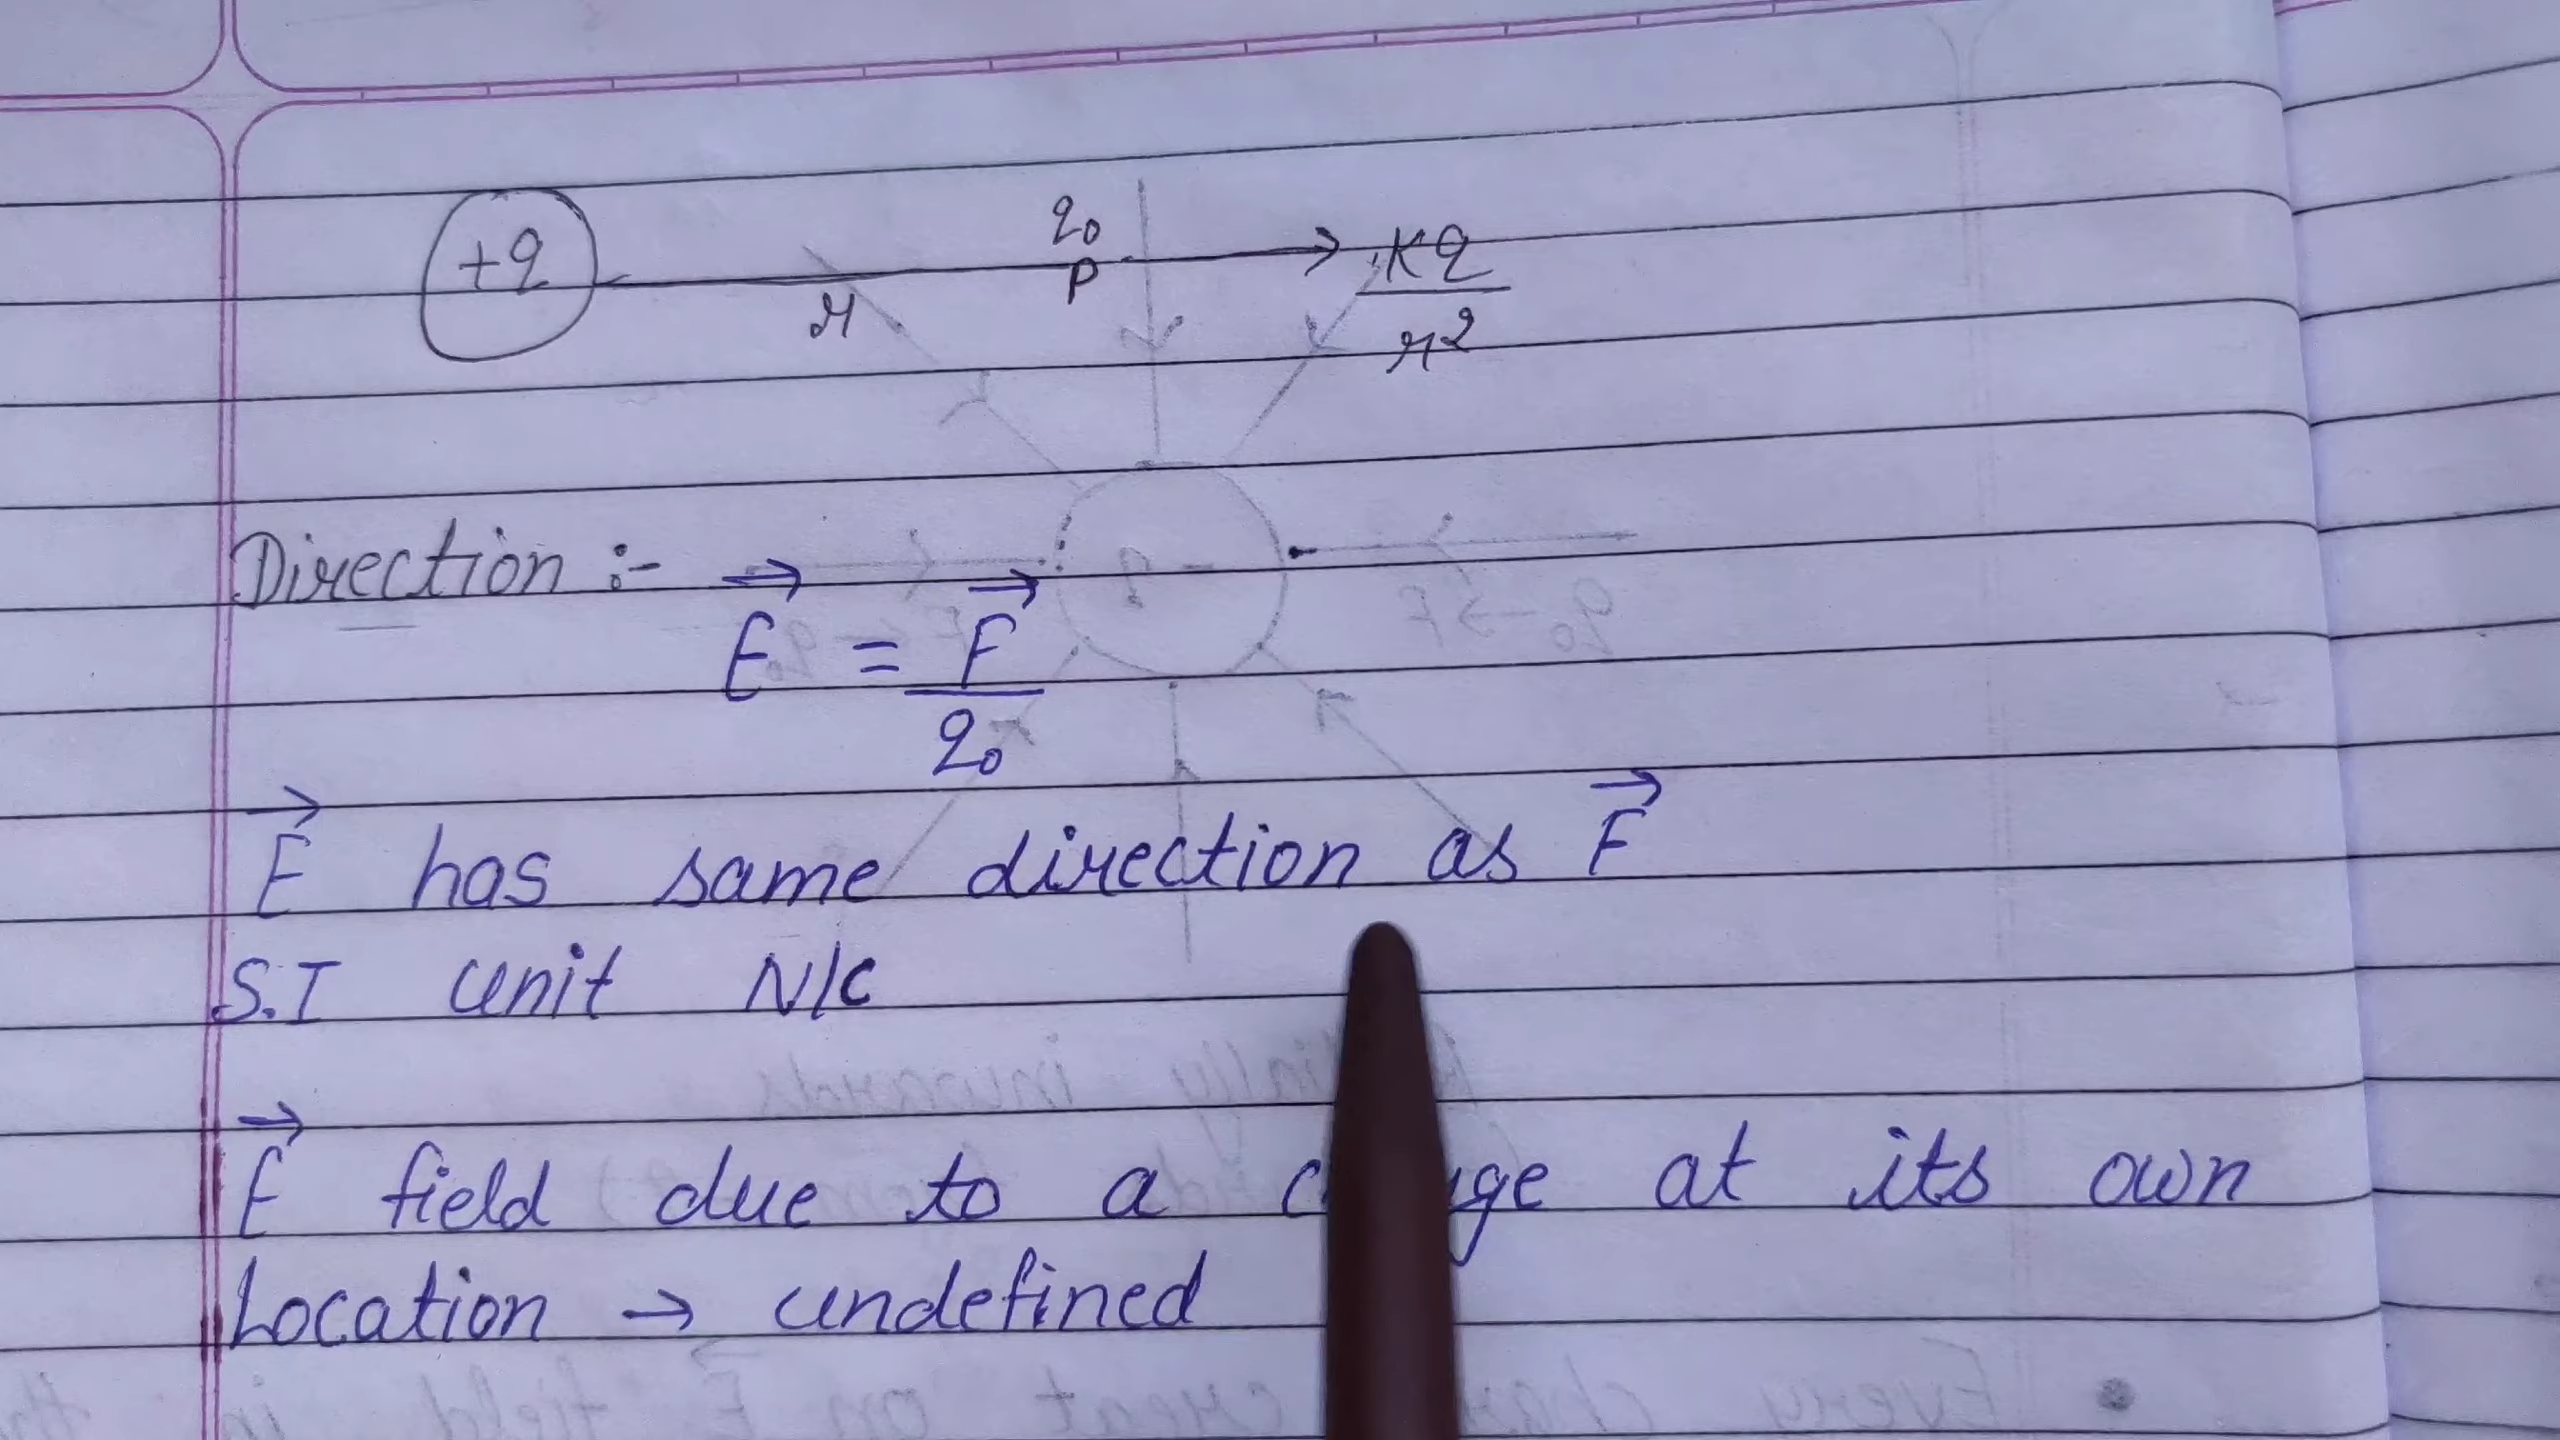 +q
q₀
P
r
Kq
r²
Direction :-
E = F
q₀
E has same direction as F
S.I unit N/C
E field due to a at its own
Location → undefined